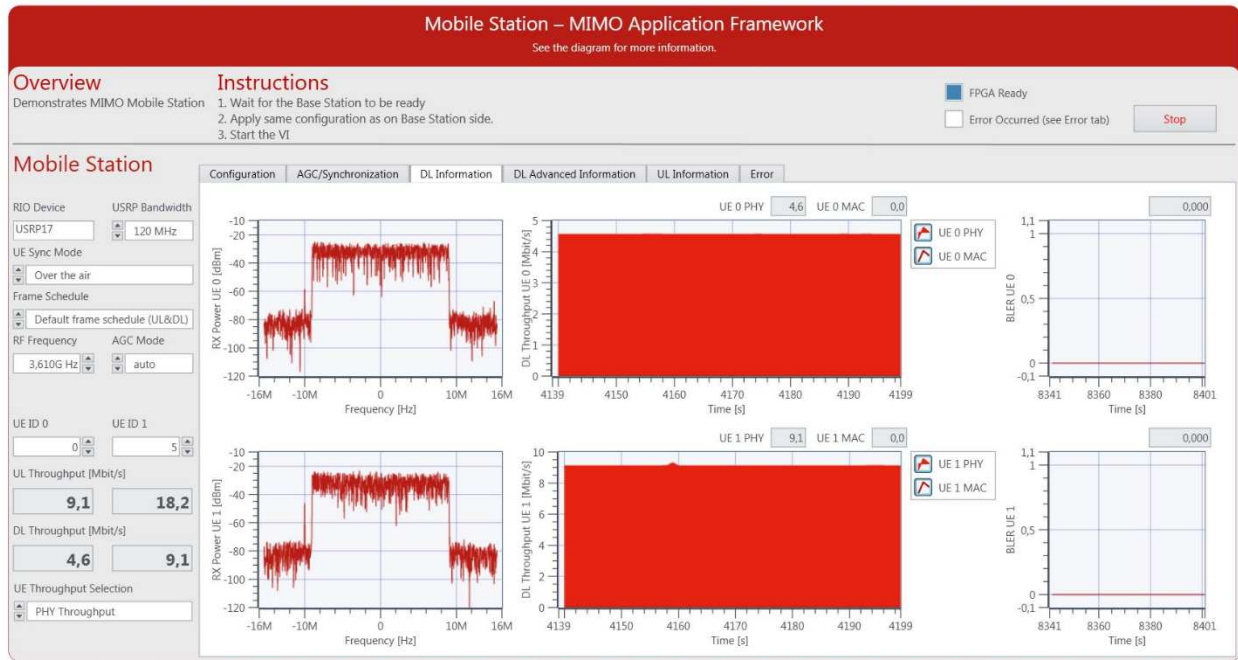 Mobile Station – MIMO Application Framework
See the diagram for more information.
Overview
Demonstrates MIMO Mobile Station
Instructions
1. Wait for the Base Station to be ready
2. Apply same configuration as on Base Station side.
3. Start the VI
FPGA Ready
Error Occurred (see Error tab)
Stop
Mobile Station
RIO Device
USRP Bandwidth
USRP17
120 MHz
UE Sync Mode
Over the air
Frame Schedule
Default frame schedule (UL&DL)
RF Frequency
AGC Mode
3,610G Hz
auto
UE ID 0
UE ID 1
0
5
UL Throughput [Mbit/s]
9,1
18,2
DL Throughput [Mbit/s]
4,6
9,1
UE Throughput Selection
PHY Throughput
Configuration
AGC/Synchronization
DL Information
DL Advanced Information
UL Information
Error
RX Power UE 0 [dBm]
-10
-20
-40
-60
-80
-100
-120
-16M
-10M
0
10M
16M
Frequency [Hz]
UE 0 PHY
4,6
UE 0 MAC
0,0
DL Throughput UE 0 [Mbit/s]
5
4
3
2
1
0
4139
4150
4160
4170
4180
4190
4199
Time [s]
UE 0 PHY
UE 0 MAC
0,000
BLER UE 0
1,1
1
0,5
0
-0,1
8341
8360
8380
8401
Time [s]
RX Power UE 1 [dBm]
-10
-20
-40
-60
-80
-100
-120
-16M
-10M
0
10M
16M
Frequency [Hz]
UE 1 PHY
9,1
UE 1 MAC
0,0
DL Throughput UE 1 [Mbit/s]
10
8
6
4
2
0
4139
4150
4160
4170
4180
4190
4199
Time [s]
UE 1 PHY
UE 1 MAC
0,000
BLER UE 1
1,1
1
0,5
0
-0,1
8341
8360
8380
8401
Time [s]